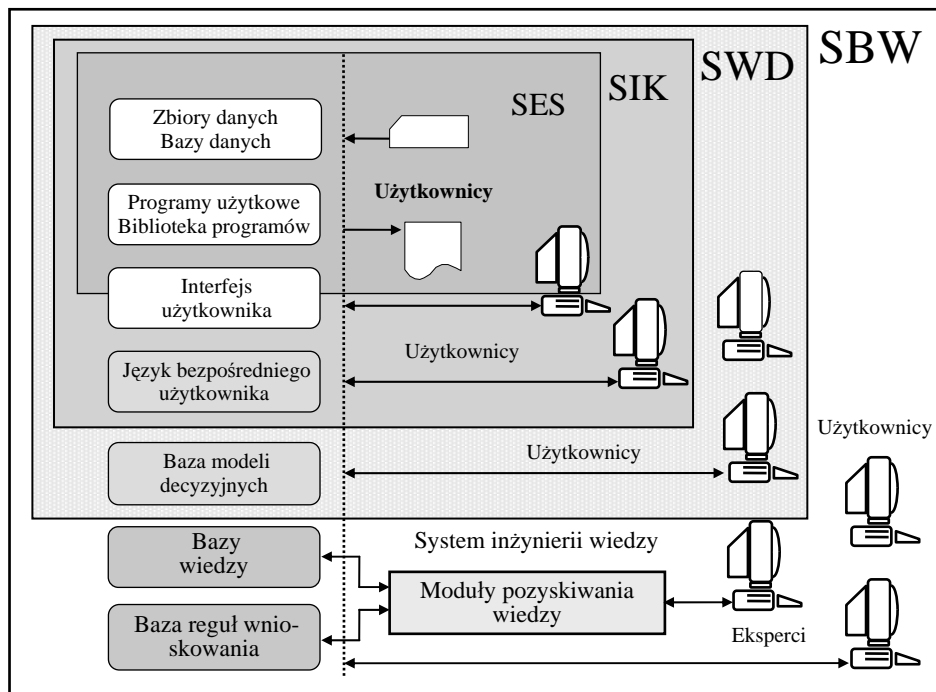 SBW
SWD
SIK
SES
Zbiory danych
Bazy danych
Użytkownicy
Programy użytkowe
Biblioteka programów
Interfejs
użytkownika
Użytkownicy
Język bezpośredniego
użytkownika
Użytkownicy
Użytkownicy
Baza modeli
decyzyjnych
Bazy
wiedzy
System inżynierii wiedzy
Moduły pozyskiwania
wiedzy
Baza reguł wnio-
skowania
Eksperci